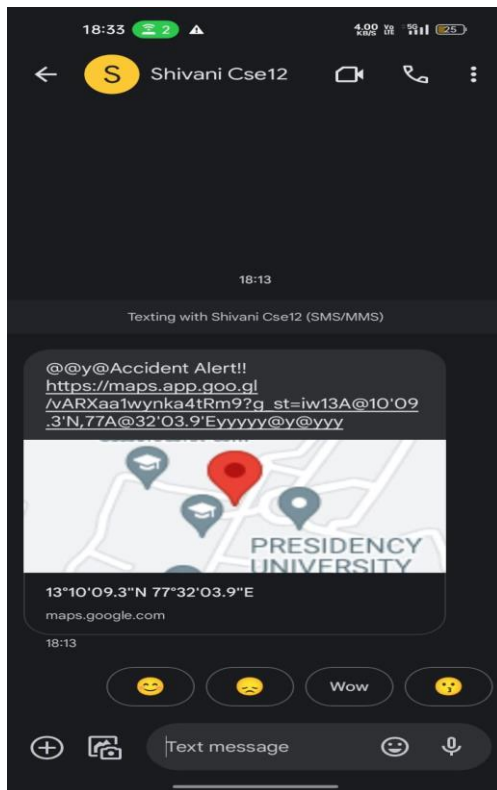 18:33 2 4.00 KB/S Vo LTE 5G 25
S Shivani Cse12
18:13
Texting with Shivani Cse12 (SMS/MMS)
@@y@Accident Alert!!
https://maps.app.goo.gl
/vARXaa1wynka4tRm9?g_st=iw13A@10'09
.3'N,77A@32'03.9'Eyyyyy@y@yyy
PRESIDENCY
UNIVERSITY
13°10'09.3"N 77°32'03.9"E
maps.google.com
18:13
Wow
Text message